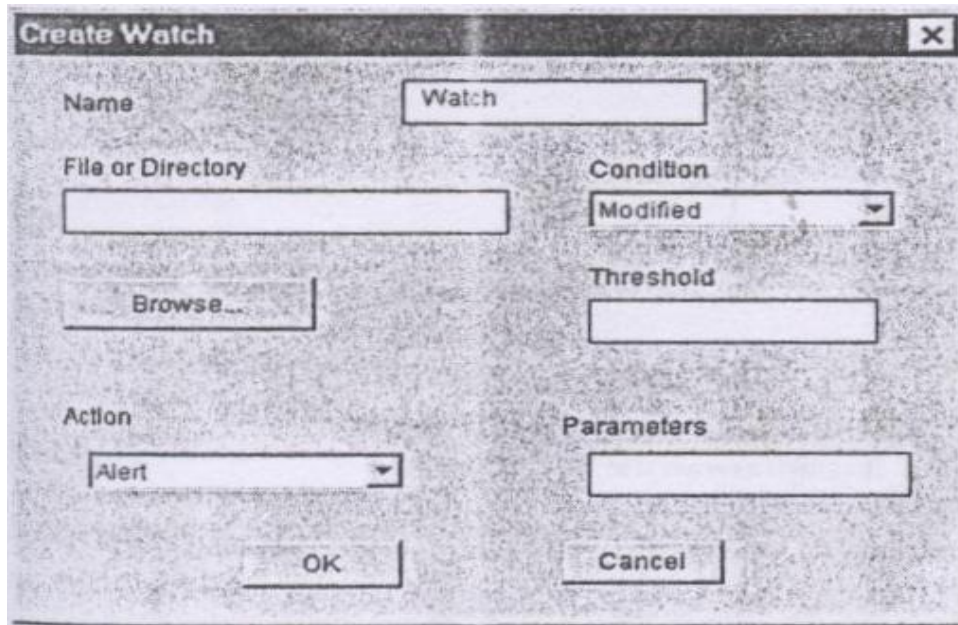 Create Watch
Name
Watch
File or Directory
Condition
Modified
Browse...
Threshold
Action
Parameters
Alert
OK
Cancel